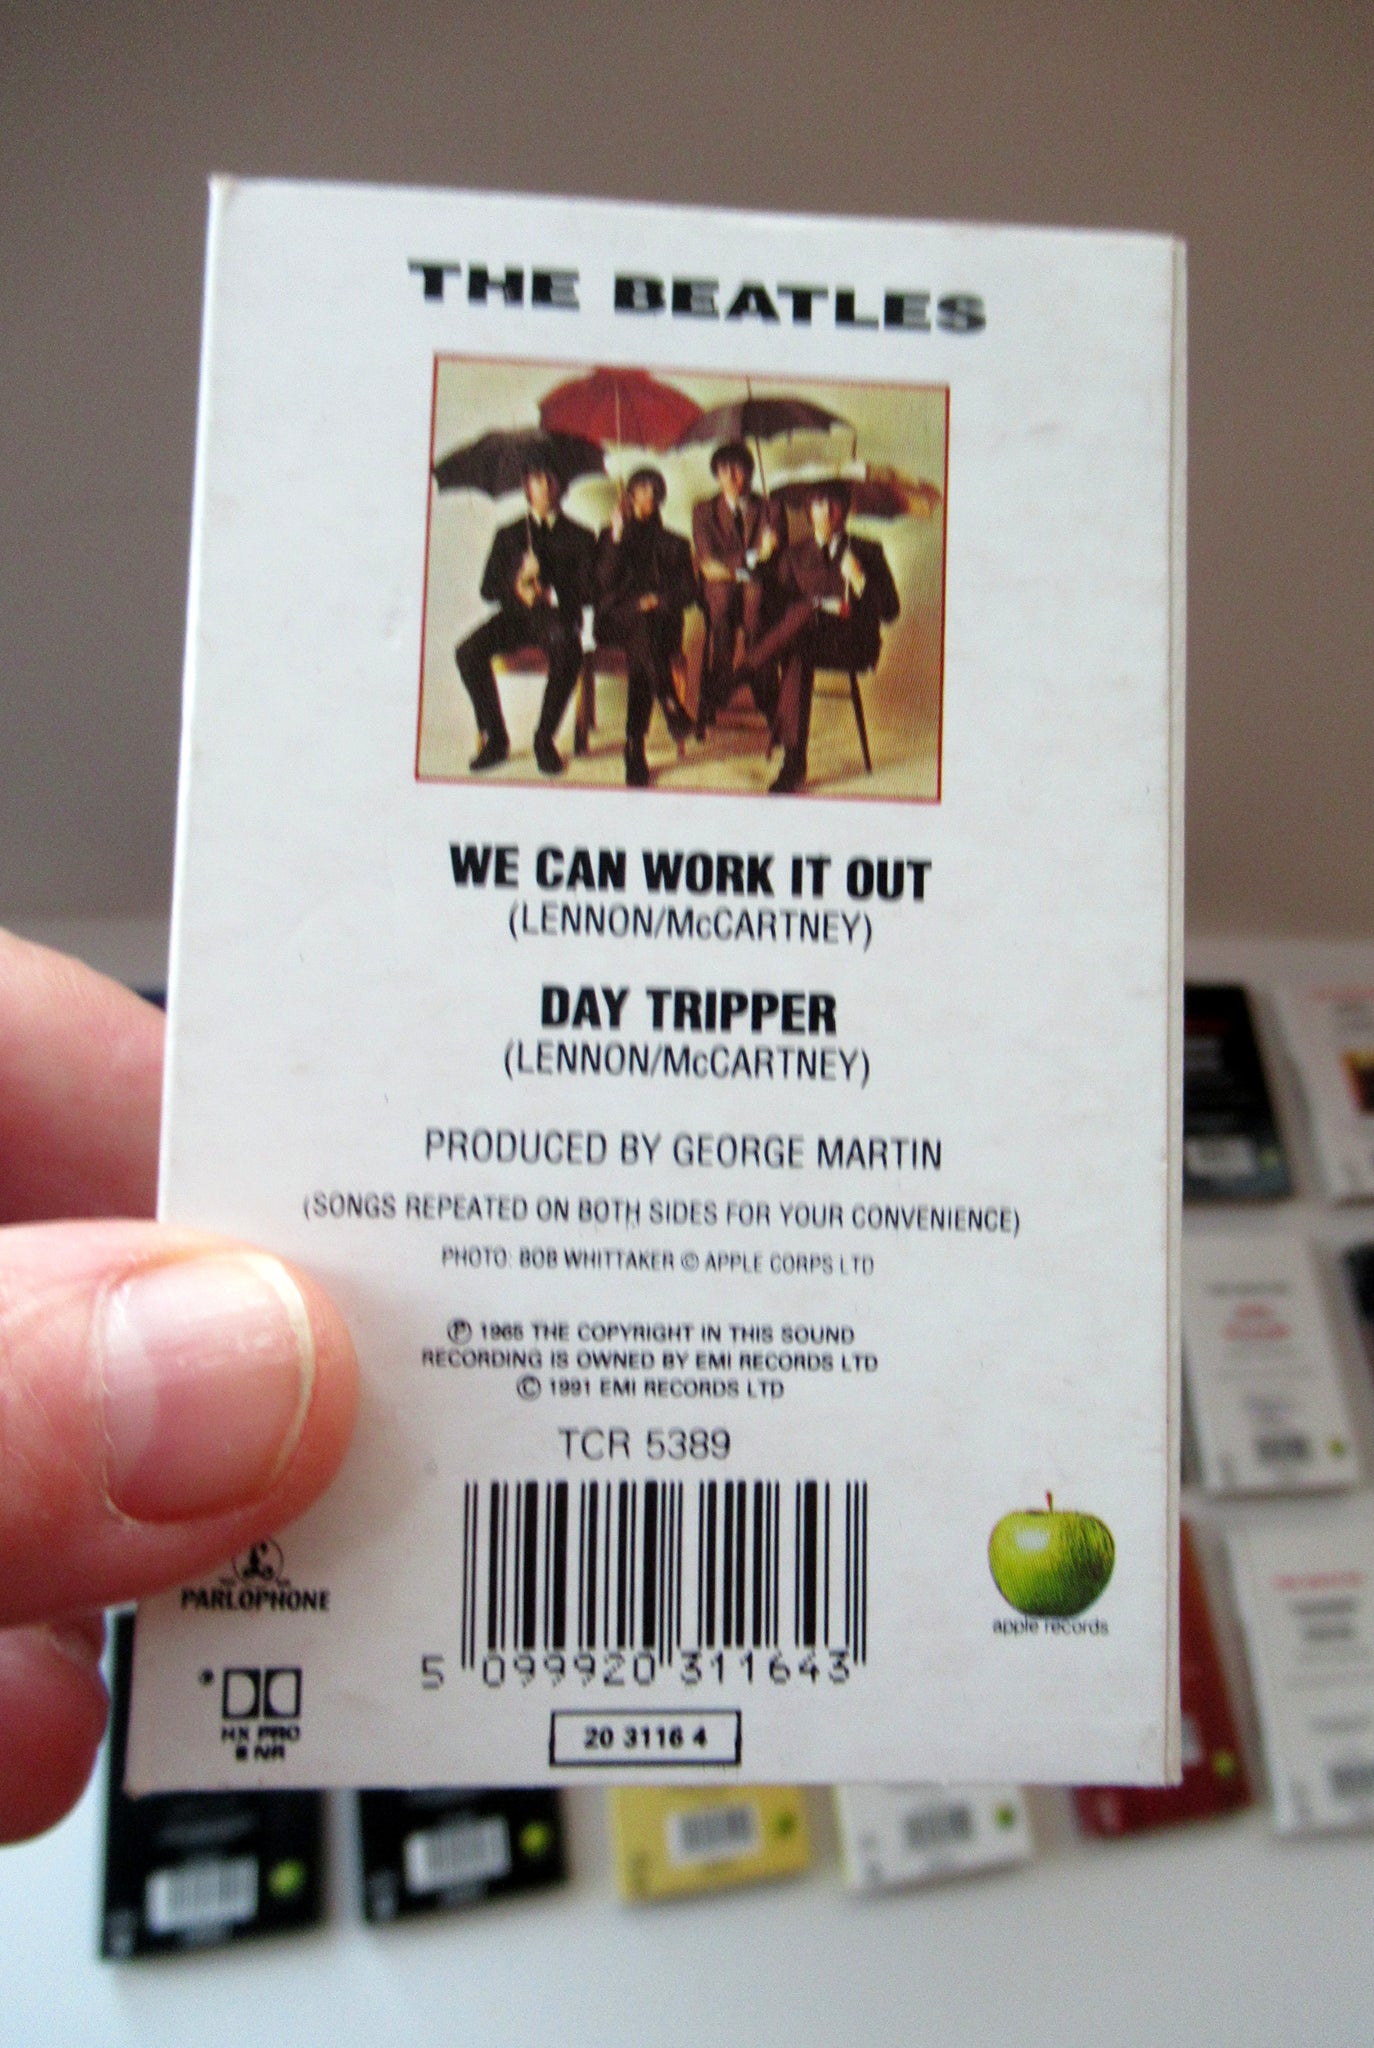 THE BEATLES
WE CAN WORK IT OUT
(LENNON/McCARTNEY)
DAY TRIPPER
(LENNON/McCARTNEY)
PRODUCED BY GEORGE MARTIN
(SONGS REPEATED ON BOTH SIDES FOR YOUR CONVENIENCE)
PHOTO: BOB WHITTAKER © APPLE CORPS LTD
℗ 1965 THE COPYRIGHT IN THIS SOUND
RECORDING IS OWNED BY EMI RECORDS LTD
© 1991 EMI RECORDS LTD
TCR 5389
PARLOPHONE
apple records
5 099920 311643
HX PRO
B NR
20 3116 4